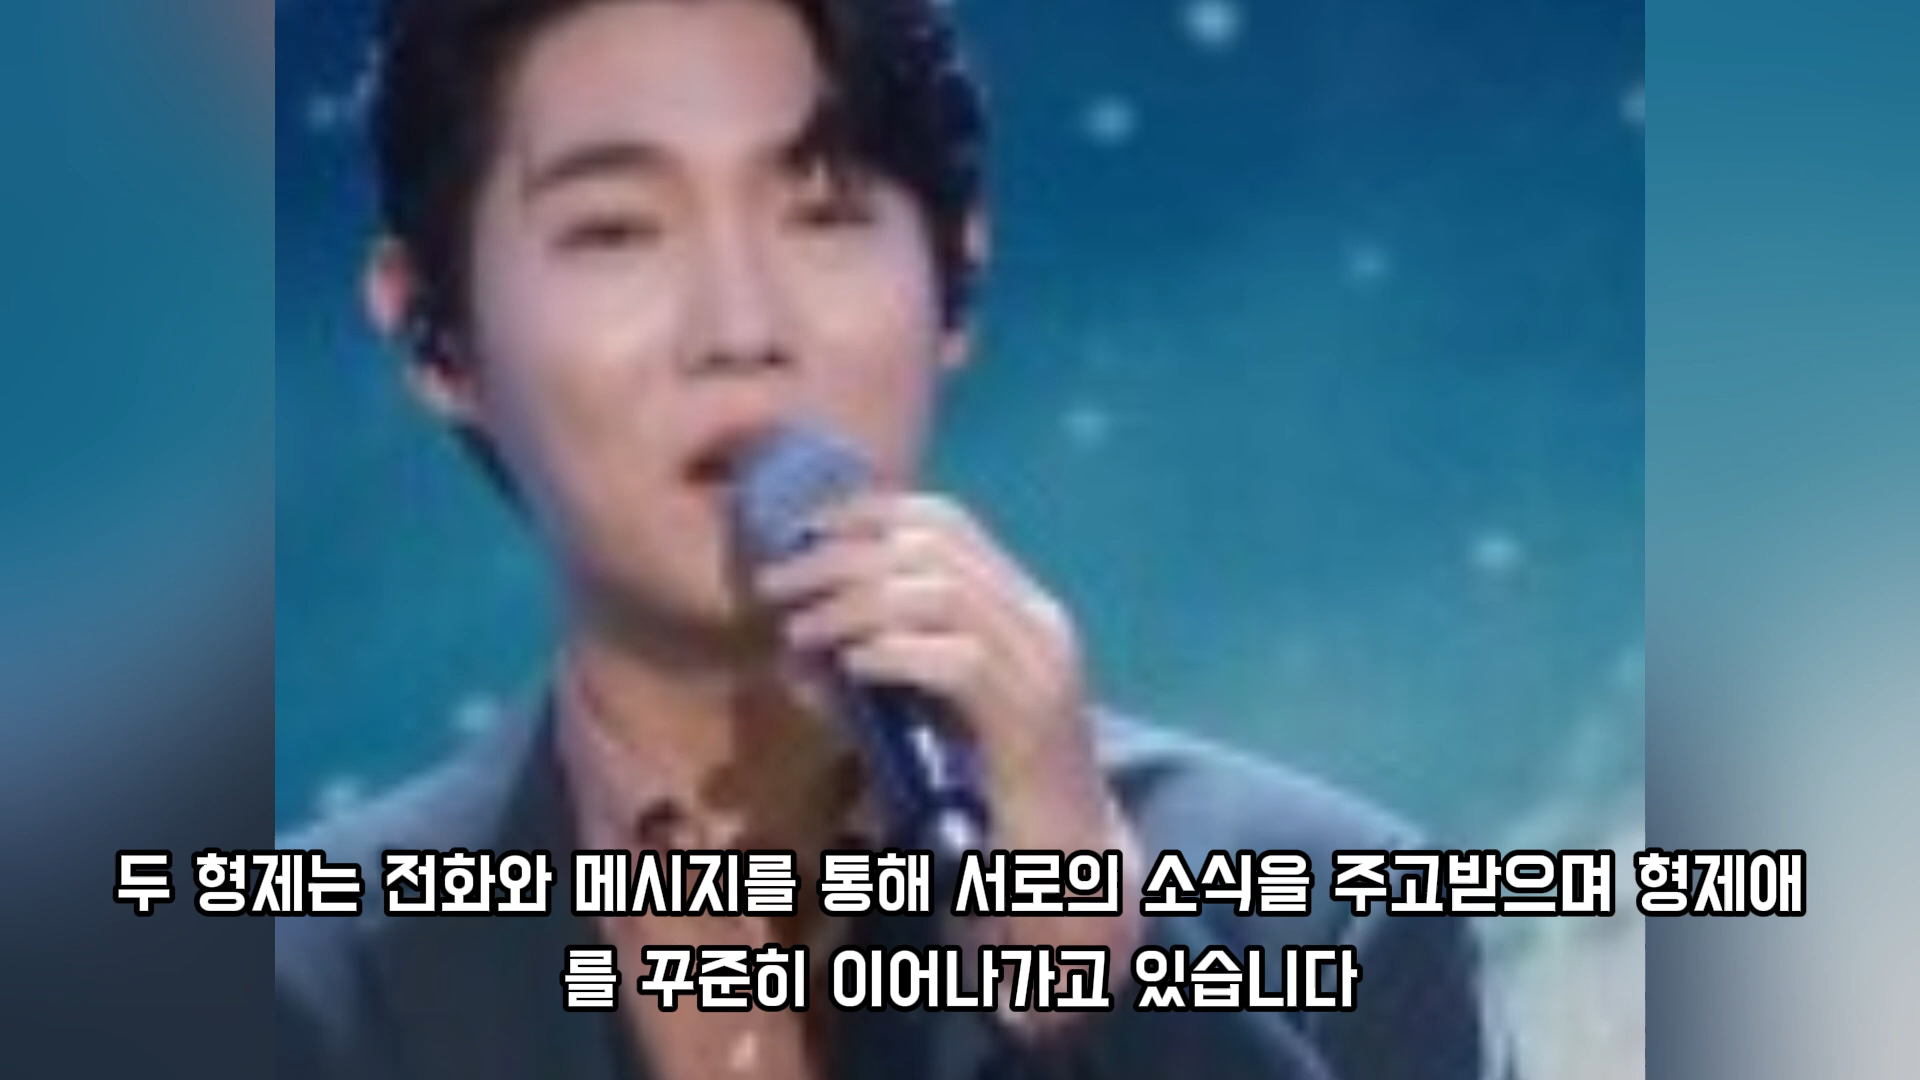 두 형제는 전화와 메시지를 통해 서로의 소식을 주고받으며 형제애
를 꾸준히 이어나가고 있습니다